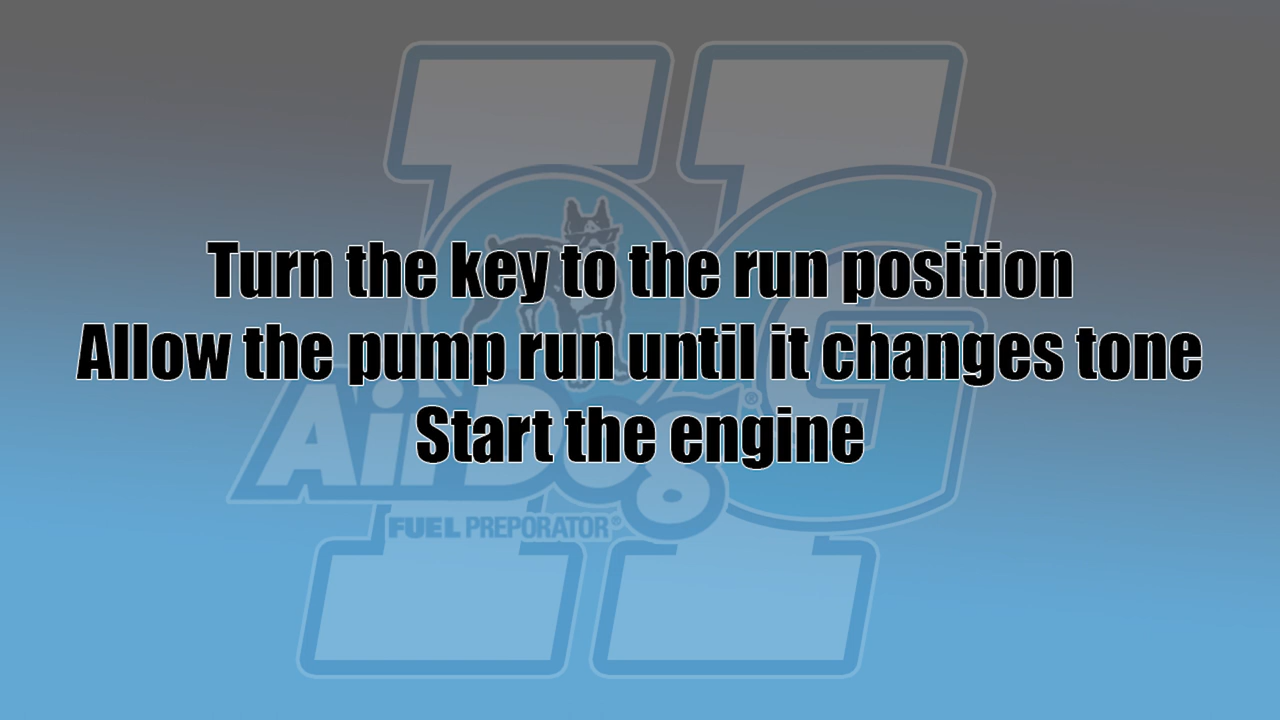 Turn the key to the run position
Allow the pump run until it changes tone
Start the engine
II
G
AirDog®
FUEL PREPORATOR®